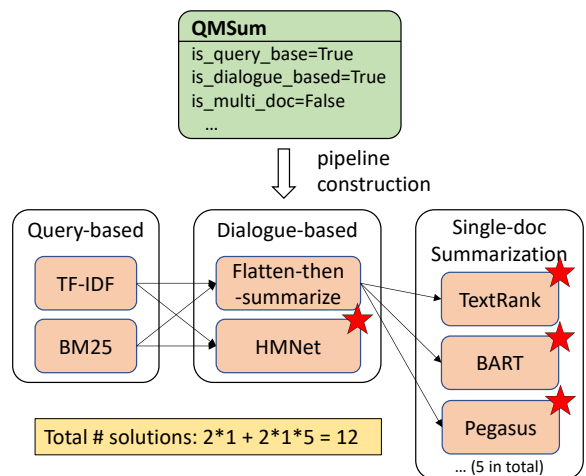 QMSum
is_query_base=True
is_dialogue_based=True
is_multi_doc=False
...
pipeline
construction
Query-based
TF-IDF
BM25
Dialogue-based
Flatten-then
-summarize
HMNet
Single-doc
Summarization
TextRank
BART
Pegasus
... (5 in total)
Total # solutions: 2*1 + 2*1*5 = 12